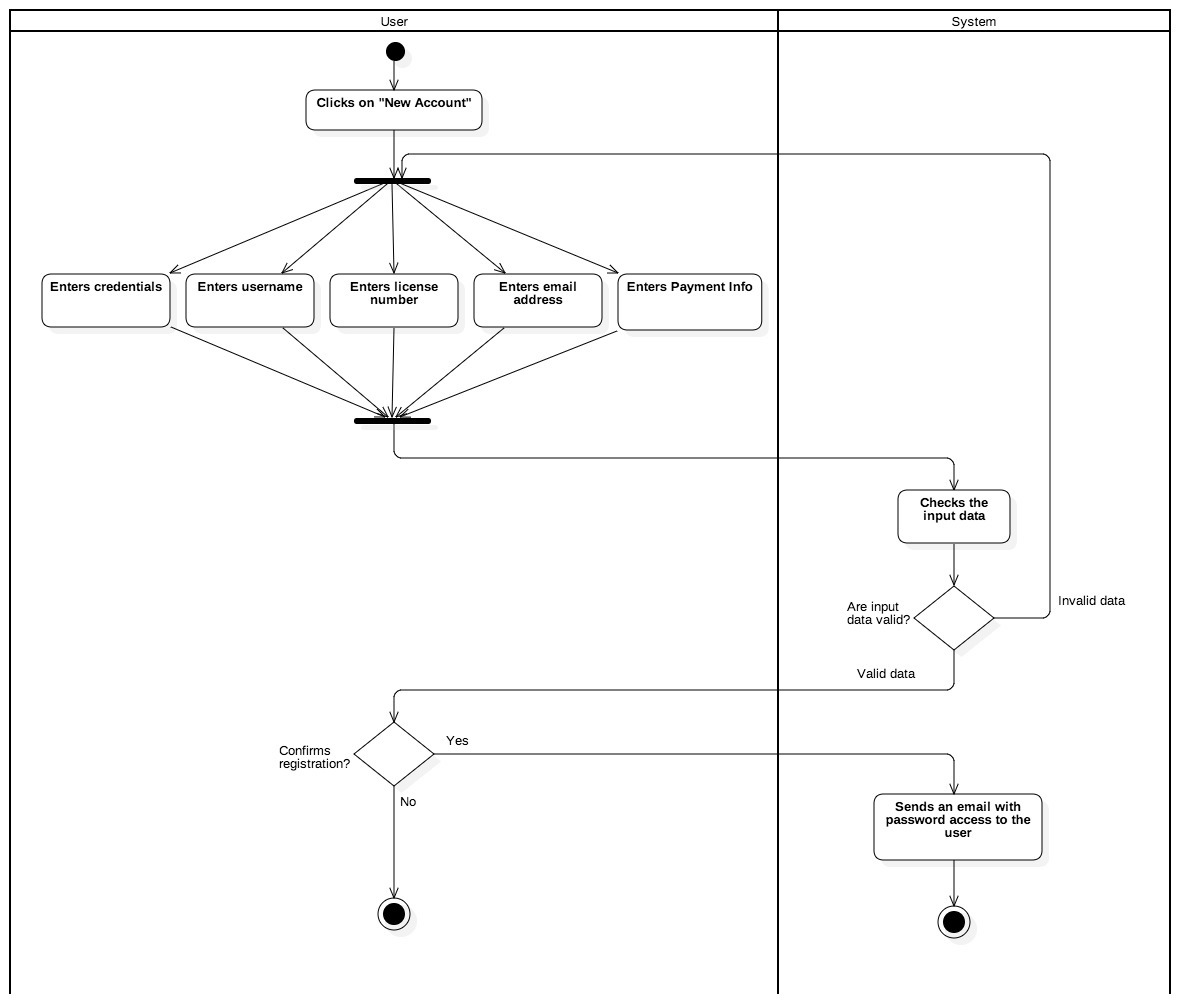 User
System
Clicks on "New Account"
Enters credentials
Enters username
Enters license
number
Enters email
address
Enters Payment Info
Checks the
input data
Are input
data valid?
Invalid data
Valid data
Confirms
registration?
Yes
No
Sends an email with
password access to the
user